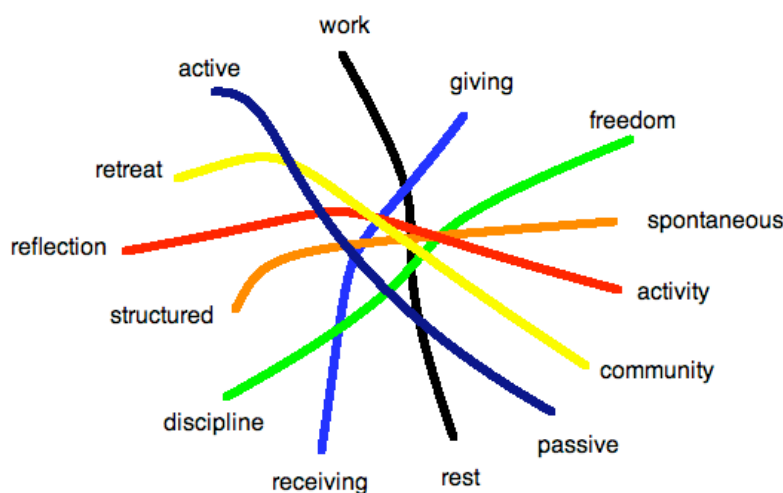 work
active
giving
freedom
retreat
spontaneous
reflection
activity
structured
community
discipline
passive
receiving
rest